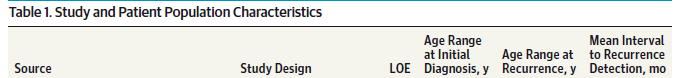 Table 1. Study and Patient Population Characteristics
Age Range Mean Interval
at Initial Age Range at to Recurrence
Source Study Design LOE Diagnosis, y Recurrence, y Detection, mo